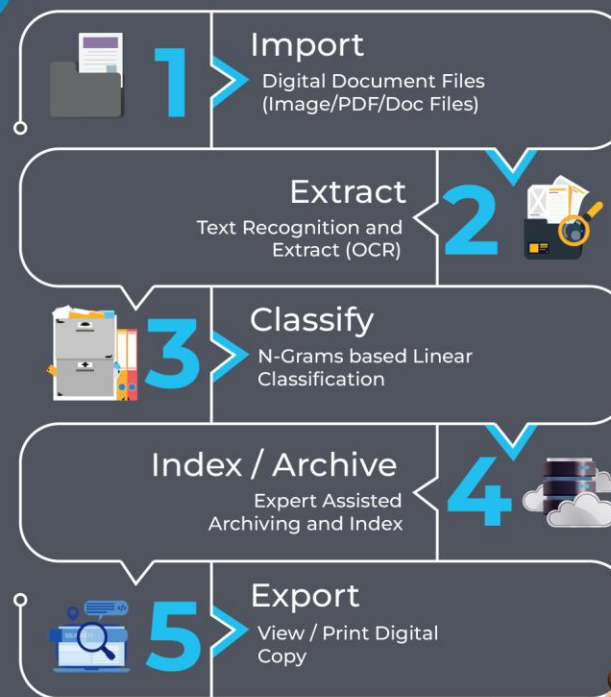 1
Import
Digital Document Files
(Image/PDF/Doc Files)
Extract
2
Text Recognition and
Extract (OCR)
3
Classify
N-Grams based Linear
Classification
Index / Archive
4
Expert Assisted
Archiving and Index
5
Export
View / Print Digital
Copy